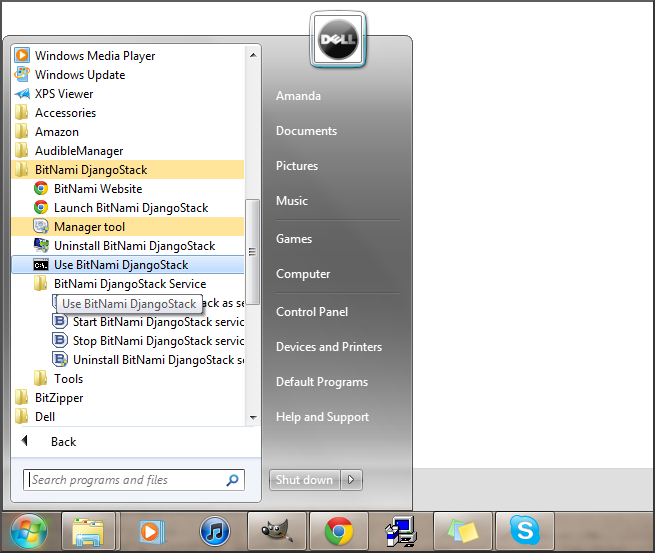 DELL
Windows Media Player
Windows Update
XPS Viewer
Accessories
Amazon
AudibleManager
BitNami DjangoStack
BitNami Website
Launch BitNami DjangoStack
Manager tool
Uninstall BitNami DjangoStack
Use BitNami DjangoStack
BitNami DjangoStack Service
Use BitNami DjangoStack
ack as se
Start BitNami DjangoStack servic
Stop BitNami DjangoStack servic
Uninstall BitNami DjangoStack se
Tools
BitZipper
Dell
Back
Search programs and files
Amanda
Documents
Pictures
Music
Games
Computer
Control Panel
Devices and Printers
Default Programs
Help and Support
Shut down